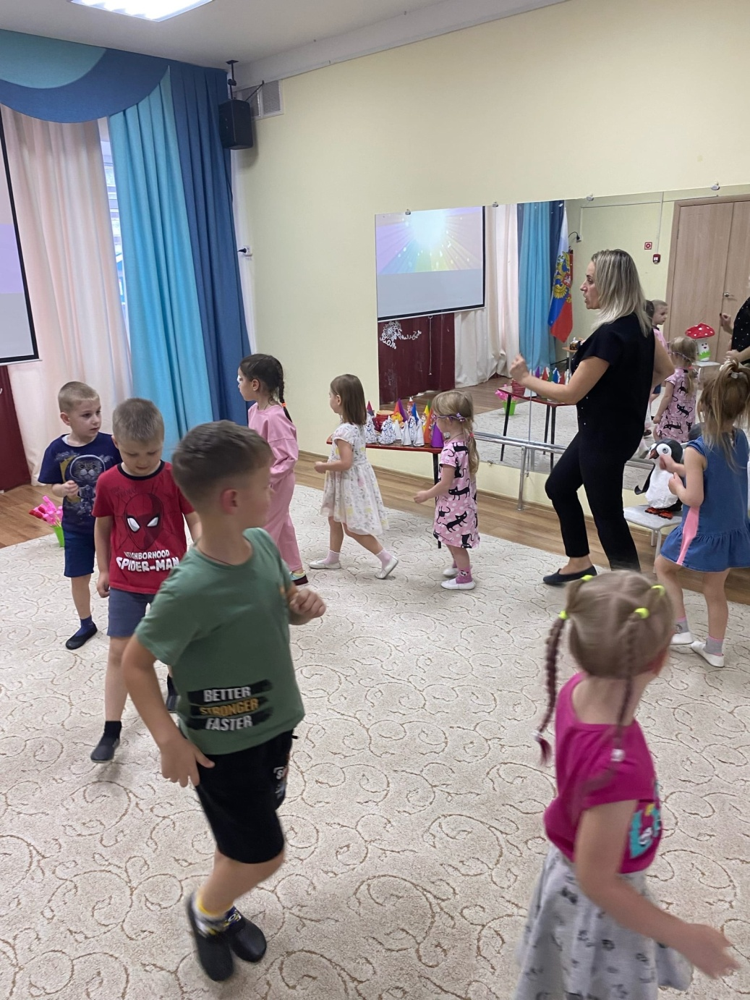 NEIGHBORHOOD
SPIDER-MAN
BETTER
STRONGER
FASTER